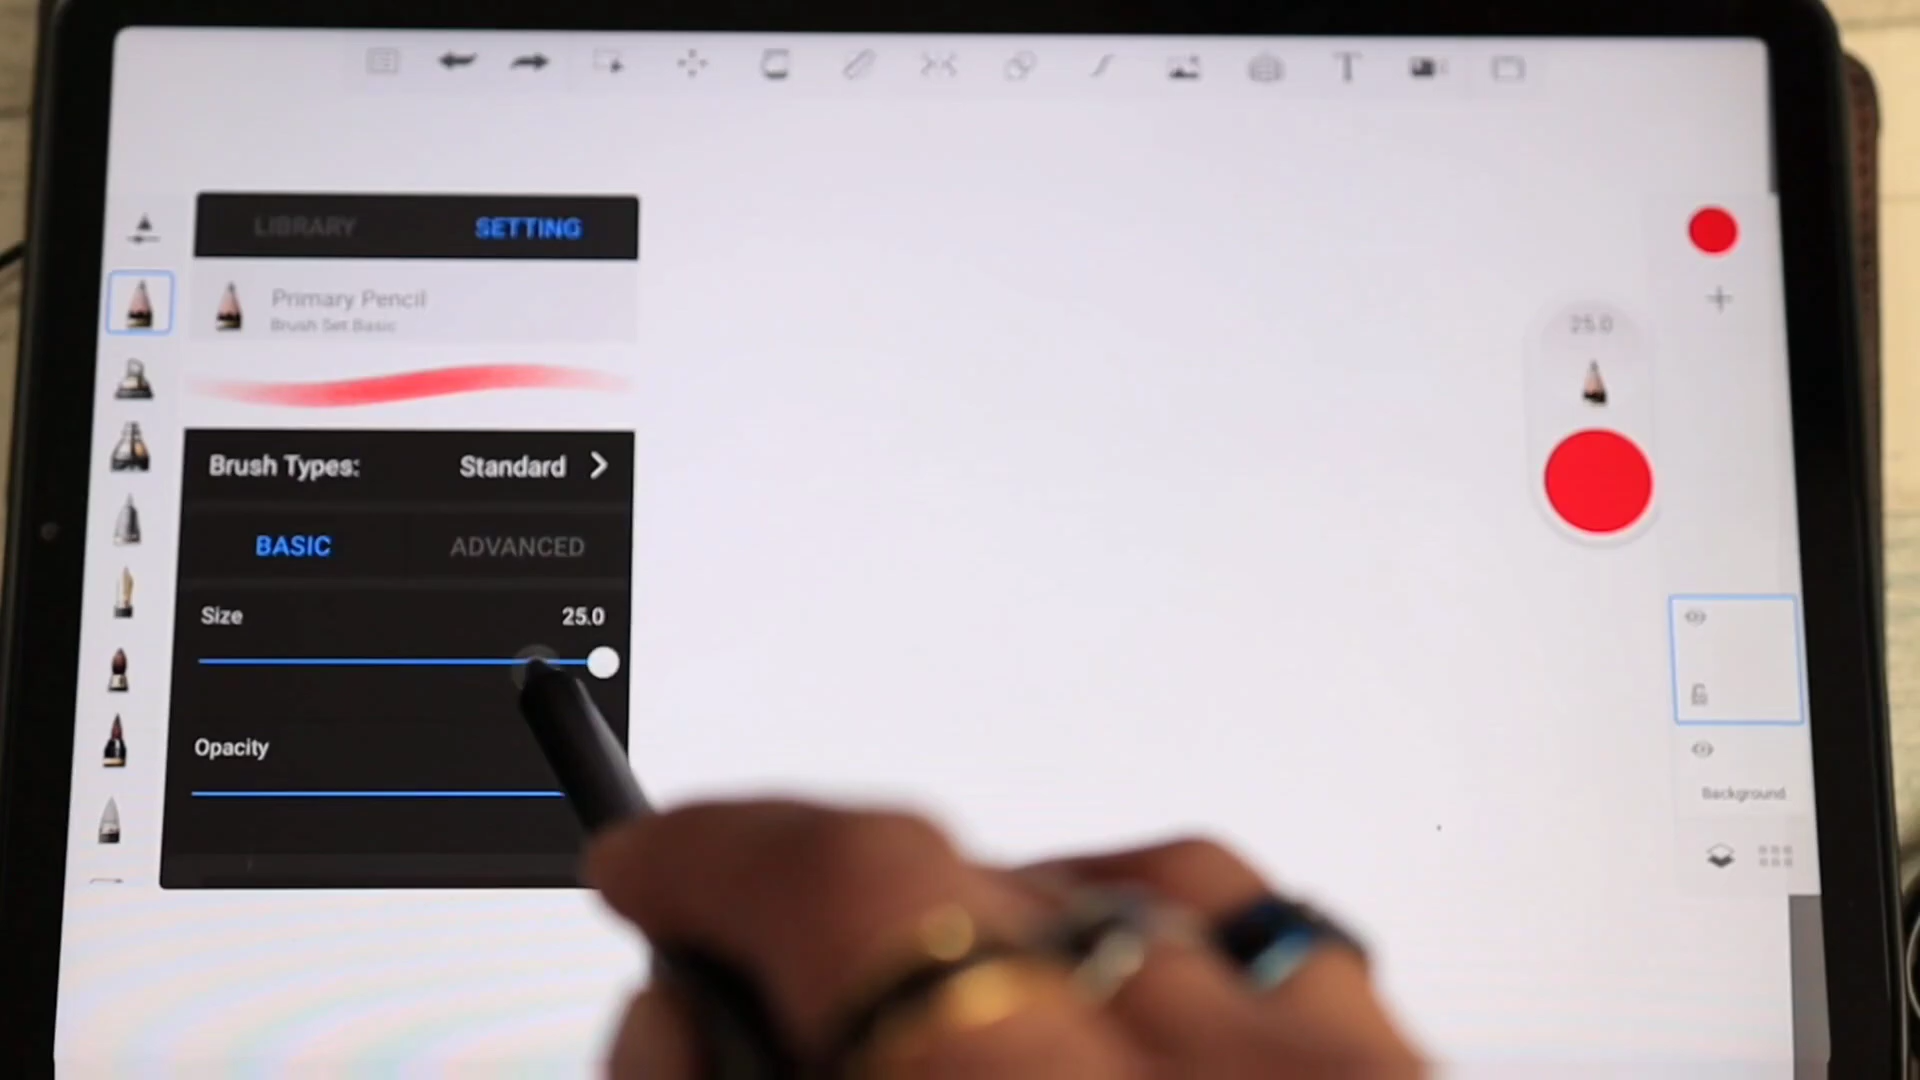 T
LIBRARY SETTING
Primary Pencil
Brush Set Basic
25.0
Brush Types: Standard
BASIC ADVANCED
Size 25.0
Opacity
Background